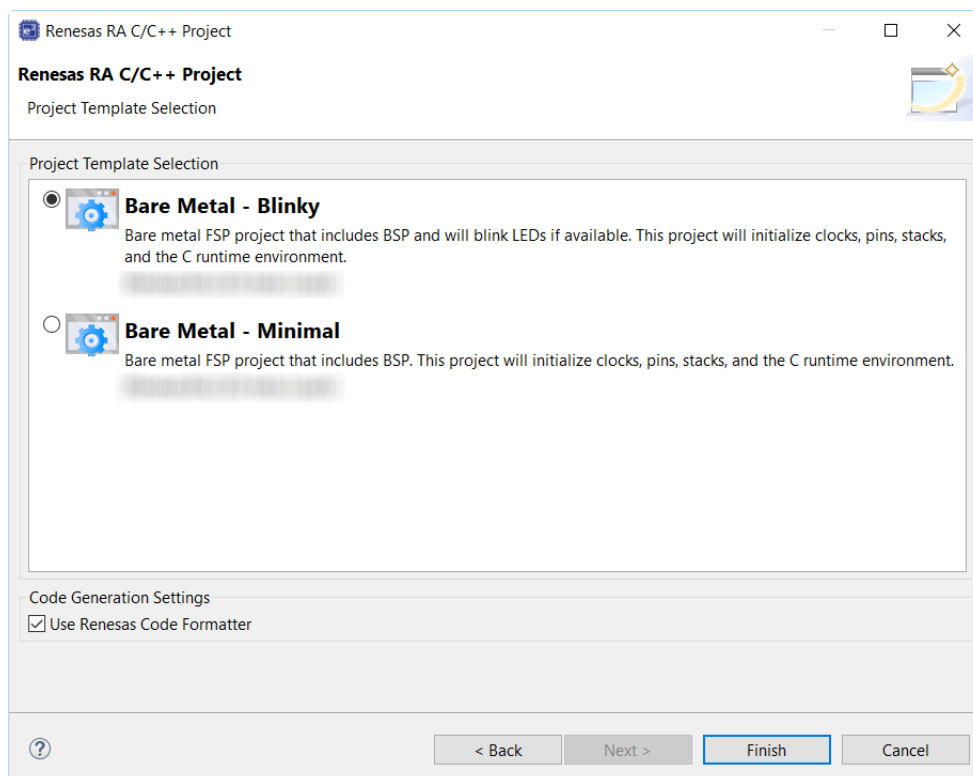 Renesas RA C/C++ Project
Renesas RA C/C++ Project
Project Template Selection
Project Template Selection
Bare Metal - Blinky
Bare metal FSP project that includes BSP and will blink LEDs if available. This project will initialize clocks, pins, stacks,
and the C runtime environment.
Bare Metal - Minimal
Bare metal FSP project that includes BSP. This project will initialize clocks, pins, stacks, and the C runtime environment.
Code Generation Settings
Use Renesas Code Formatter
?
< Back
Next >
Finish
Cancel